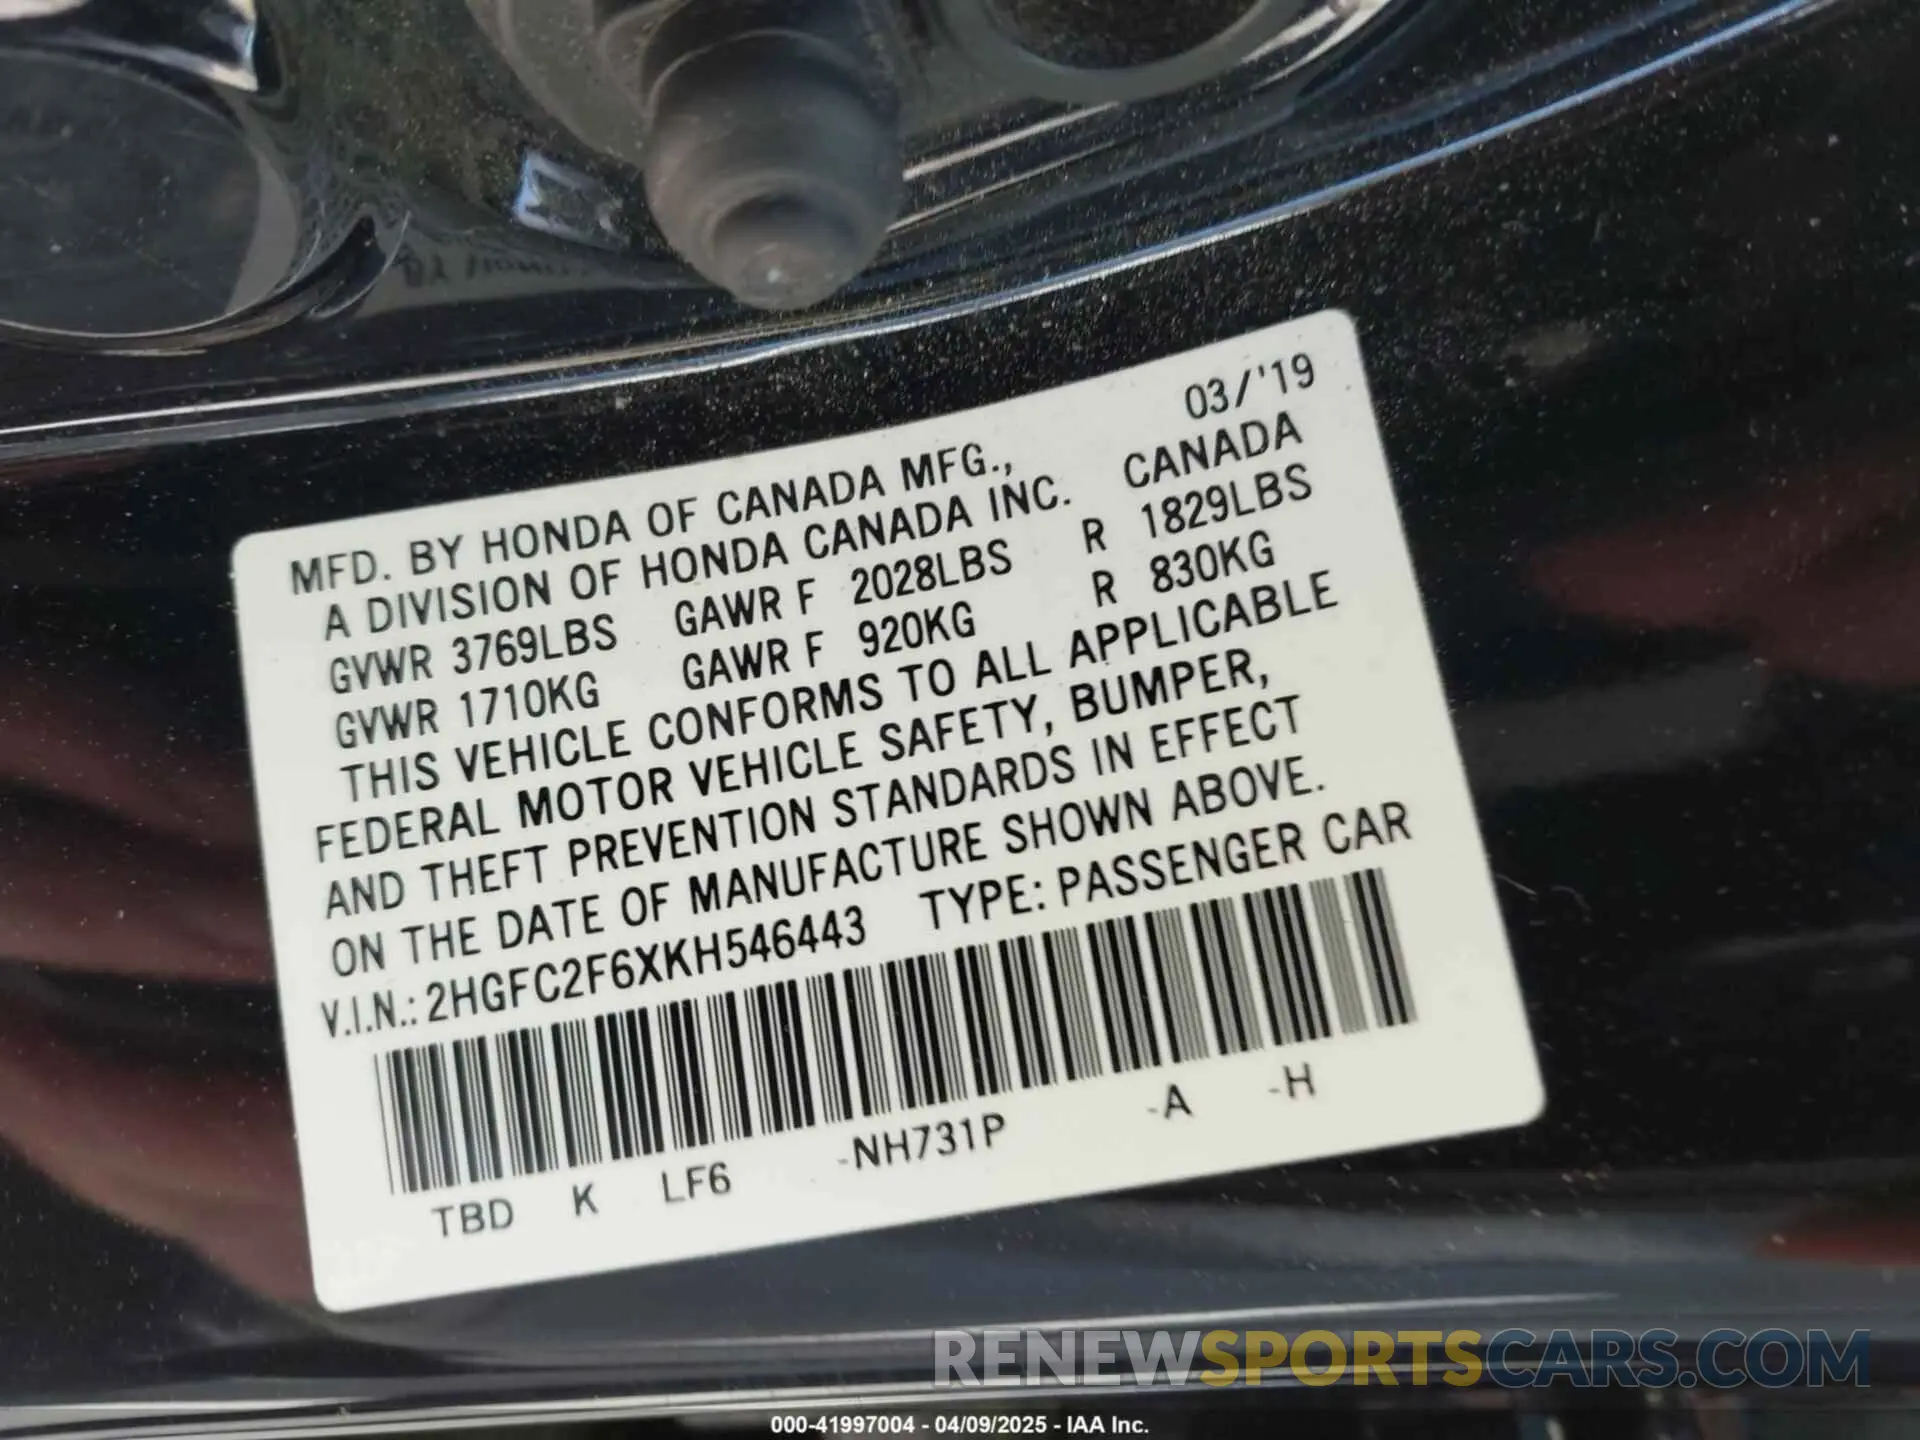 03/'19
MFD. BY HONDA OF CANADA MFG.,
A DIVISION OF HONDA CANADA INC. CANADA
GVWR 3769LBS GAWR F 2028LBS R 1829LBS
GVWR 1710KG GAWR F 920KG R 830KG
THIS VEHICLE CONFORMS TO ALL APPLICABLE
FEDERAL MOTOR VEHICLE SAFETY, BUMPER,
AND THEFT PREVENTION STANDARDS IN EFFECT
ON THE DATE OF MANUFACTURE SHOWN ABOVE.
V.I.N.: 2HGFC2F6XKH546443 TYPE: PASSENGER CAR
TBD K LF6 -NH731P -A -H
RENEWSPORTSCARS.COM
000-41997004 - 04/09/2025 - IAA Inc.